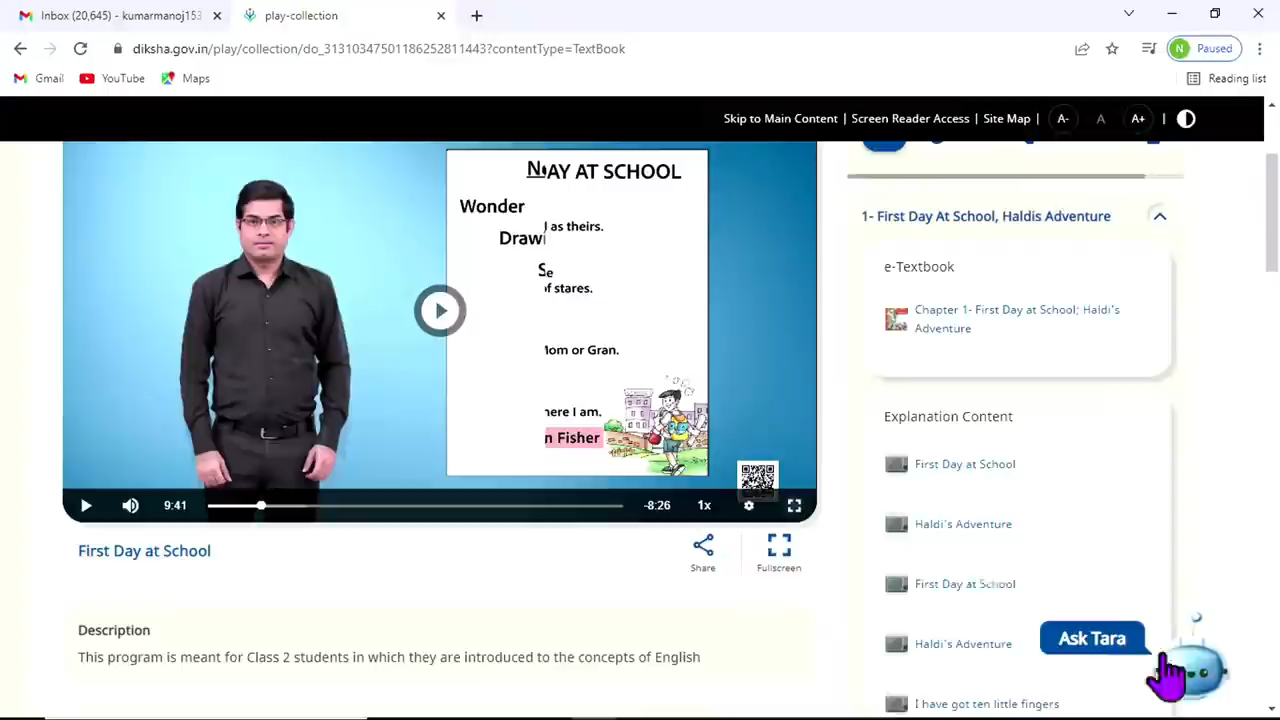 Inbox (20,645) - kumarmanoj153
play-collection
diksha.gov.in/play/collection/do_31310347501186252811443?contentType=TextBook
N
Paused
Gmail
YouTube
Maps
Reading list
Skip to Main Content | Screen Reader Access | Site Map |
A-
A
A+
|
AY AT SCHOOL
Wonder
as theirs.
Draw
Se
of stares.
Mom or Gran.
here I am.
n Fisher
9:41
-8:26
1x
First Day at School
Share
Fullscreen
Description
This program is meant for Class 2 students in which they are introduced to the concepts of English
1- First Day At School, Haldis Adventure
e-Textbook
Chapter 1- First Day at School; Haldi's
Adventure
Explanation Content
First Day at School
Haldi's Adventure
First Day at School
Haldi's Adventure
I have got ten little fingers
Ask Tara